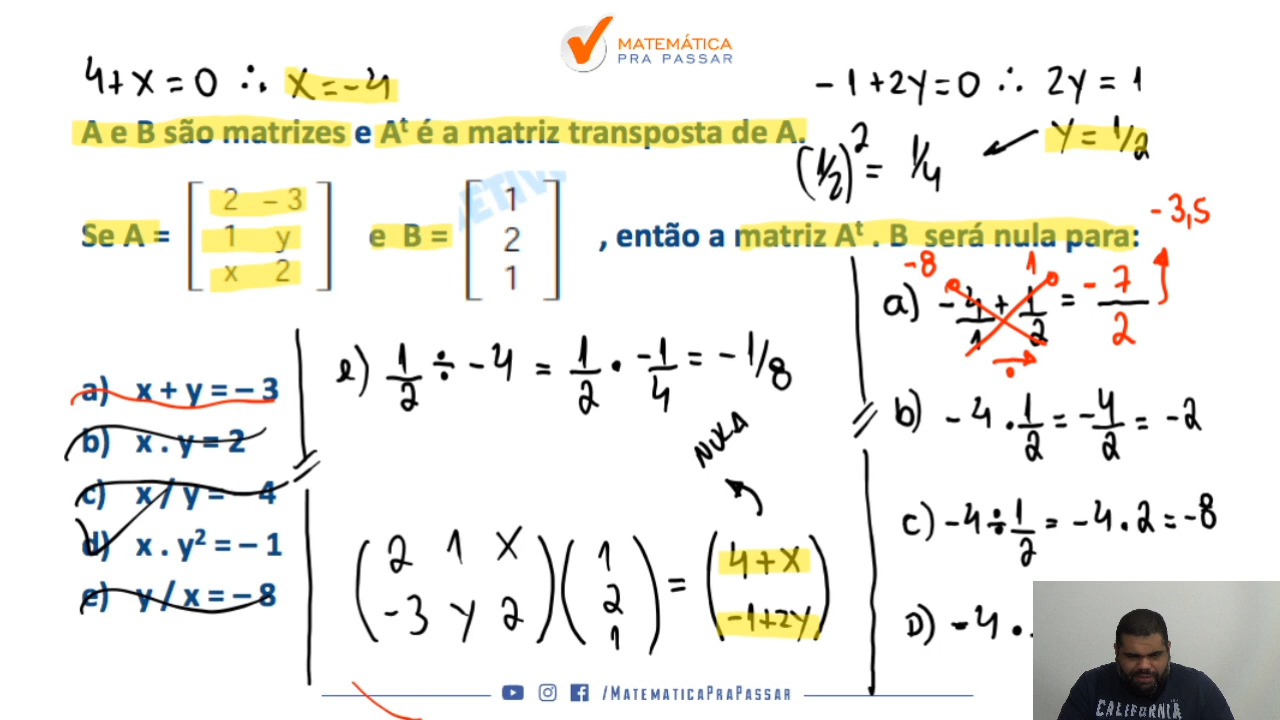 MATEMÁTICA
PRA PASSAR
4+x=0 ∴ x=-4
-1+2y=0 ∴ 2y=1
y=1/2
(1/2)²=1/4
A e B são matrizes e Aᵗ é a matriz transposta de A.
Se A = [2 -3
1 y
x 2] e B = [1
2
1], então a matriz Aᵗ . B será nula para:
a) x + y = – 3
b) x . y = 2
c) x / y = – 4
d) x . y² = – 1
e) y / x = – 8
e) 1/2 ÷ -4 = 1/2 · -1/4 = -1/8
NULA
(2 1 x
-3 y 2)(1
2
1) = (4+x
-1+2y)
-3,5
-8 1
a) -4/1 + 1/2 = -7/2
b) -4 · 1/2 = -4/2 = -2
c) -4 ÷ 1/2 = -4 · 2 = -8
D) -4 ·
/MATEMATICAPRAPASSAR
CALIFORNIA